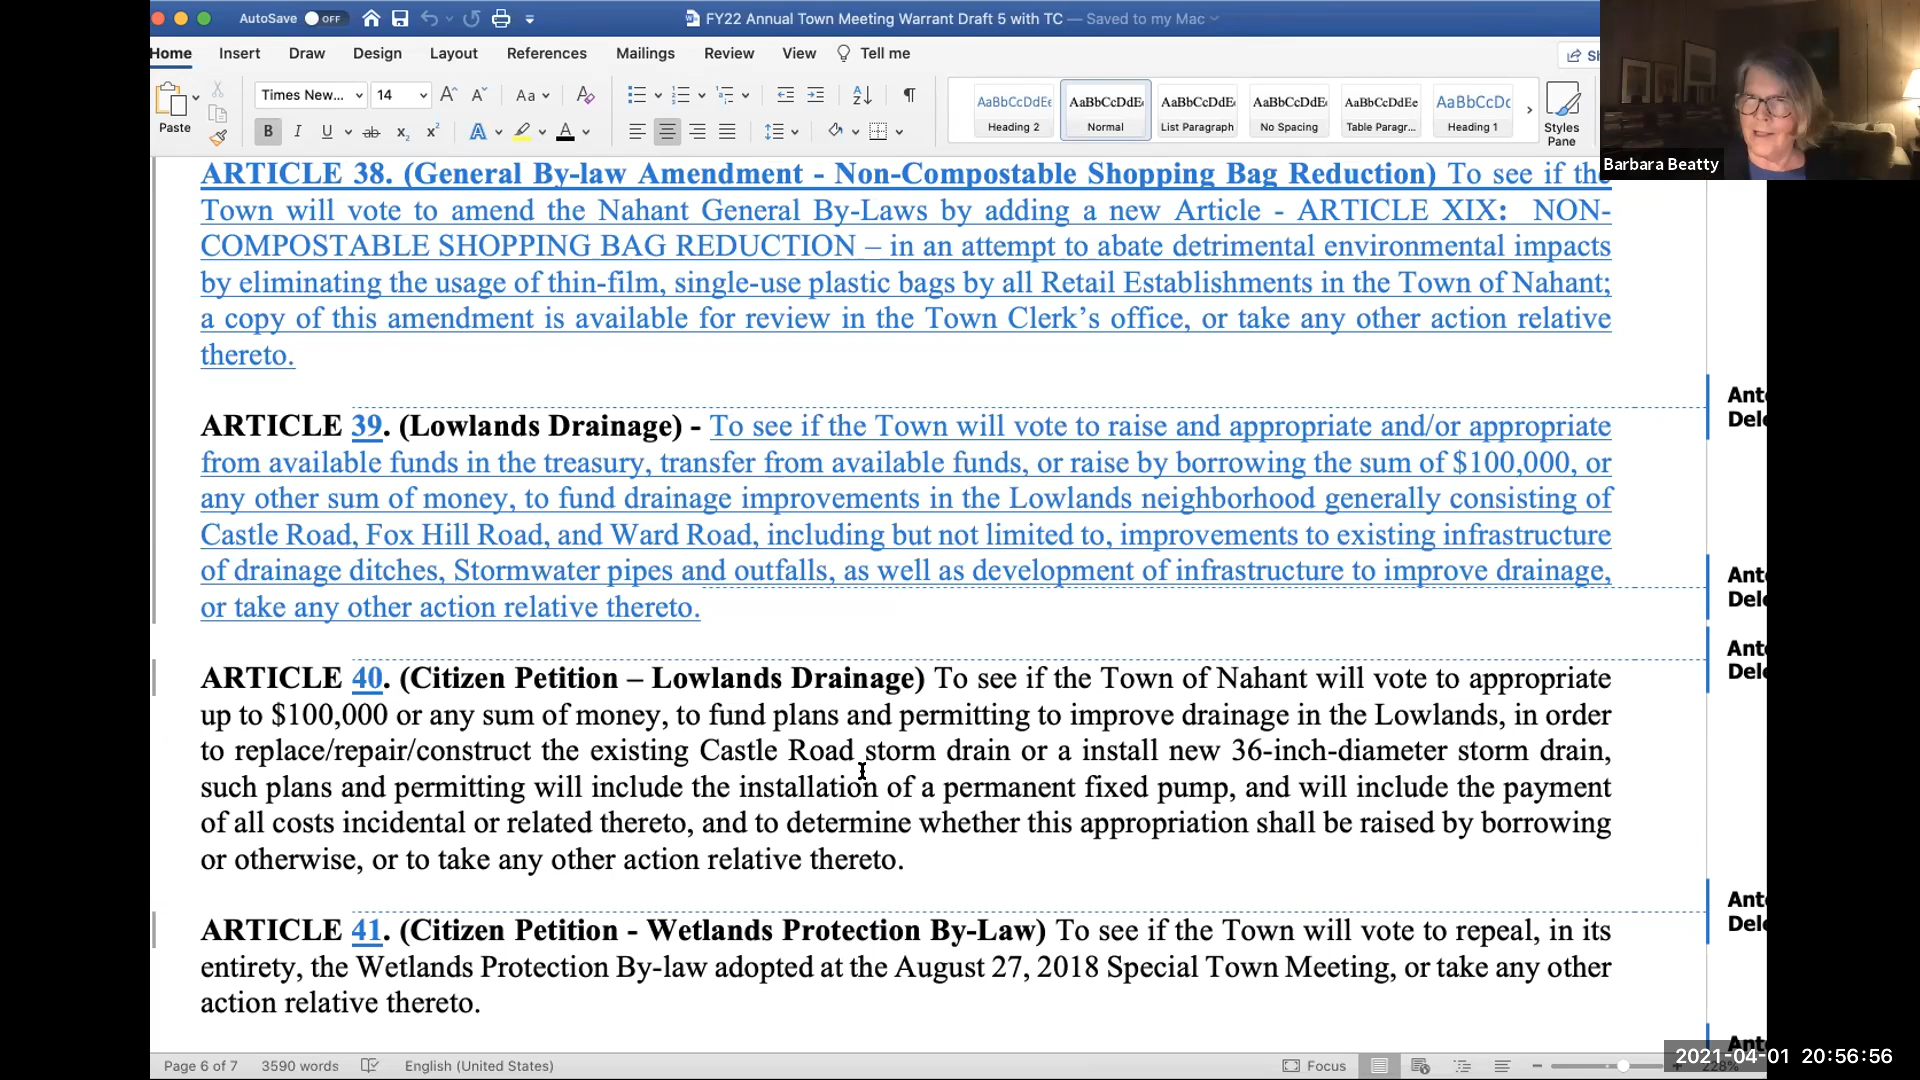 AutoSave OFF
FY22 Annual Town Meeting Warrant Draft 5 with TC — Saved to my Mac
Home Insert Draw Design Layout References Mailings Review View Tell me
Times New... 14 Aa
AaBbCcDdEe AaBbCcDdE AaBbCcDdE AaBbCcDdE AaBbCcDdEe AaBbCcDc
Paste
B I U ab x₂ x² A A
Heading 2 Normal List Paragraph No Spacing Table Paragr... Heading 1
Styles
Pane
Barbara Beatty
ARTICLE 38. (General By-law Amendment - Non-Compostable Shopping Bag Reduction) To see if the
Town will vote to amend the Nahant General By-Laws by adding a new Article - ARTICLE XIX: NON-
COMPOSTABLE SHOPPING BAG REDUCTION – in an attempt to abate detrimental environmental impacts
by eliminating the usage of thin-film, single-use plastic bags by all Retail Establishments in the Town of Nahant;
a copy of this amendment is available for review in the Town Clerk’s office, or take any other action relative
thereto.
ARTICLE 39. (Lowlands Drainage) - To see if the Town will vote to raise and appropriate and/or appropriate
from available funds in the treasury, transfer from available funds, or raise by borrowing the sum of $100,000, or
any other sum of money, to fund drainage improvements in the Lowlands neighborhood generally consisting of
Castle Road, Fox Hill Road, and Ward Road, including but not limited to, improvements to existing infrastructure
of drainage ditches, Stormwater pipes and outfalls, as well as development of infrastructure to improve drainage,
or take any other action relative thereto.
ARTICLE 40. (Citizen Petition – Lowlands Drainage) To see if the Town of Nahant will vote to appropriate
up to $100,000 or any sum of money, to fund plans and permitting to improve drainage in the Lowlands, in order
to replace/repair/construct the existing Castle Road storm drain or a install new 36-inch-diameter storm drain,
such plans and permitting will include the installation of a permanent fixed pump, and will include the payment
of all costs incidental or related thereto, and to determine whether this appropriation shall be raised by borrowing
or otherwise, or to take any other action relative thereto.
ARTICLE 41. (Citizen Petition - Wetlands Protection By-Law) To see if the Town will vote to repeal, in its
entirety, the Wetlands Protection By-law adopted at the August 27, 2018 Special Town Meeting, or take any other
action relative thereto.
Page 6 of 7 3590 words English (United States) Focus
2021-04-01 20:56:56